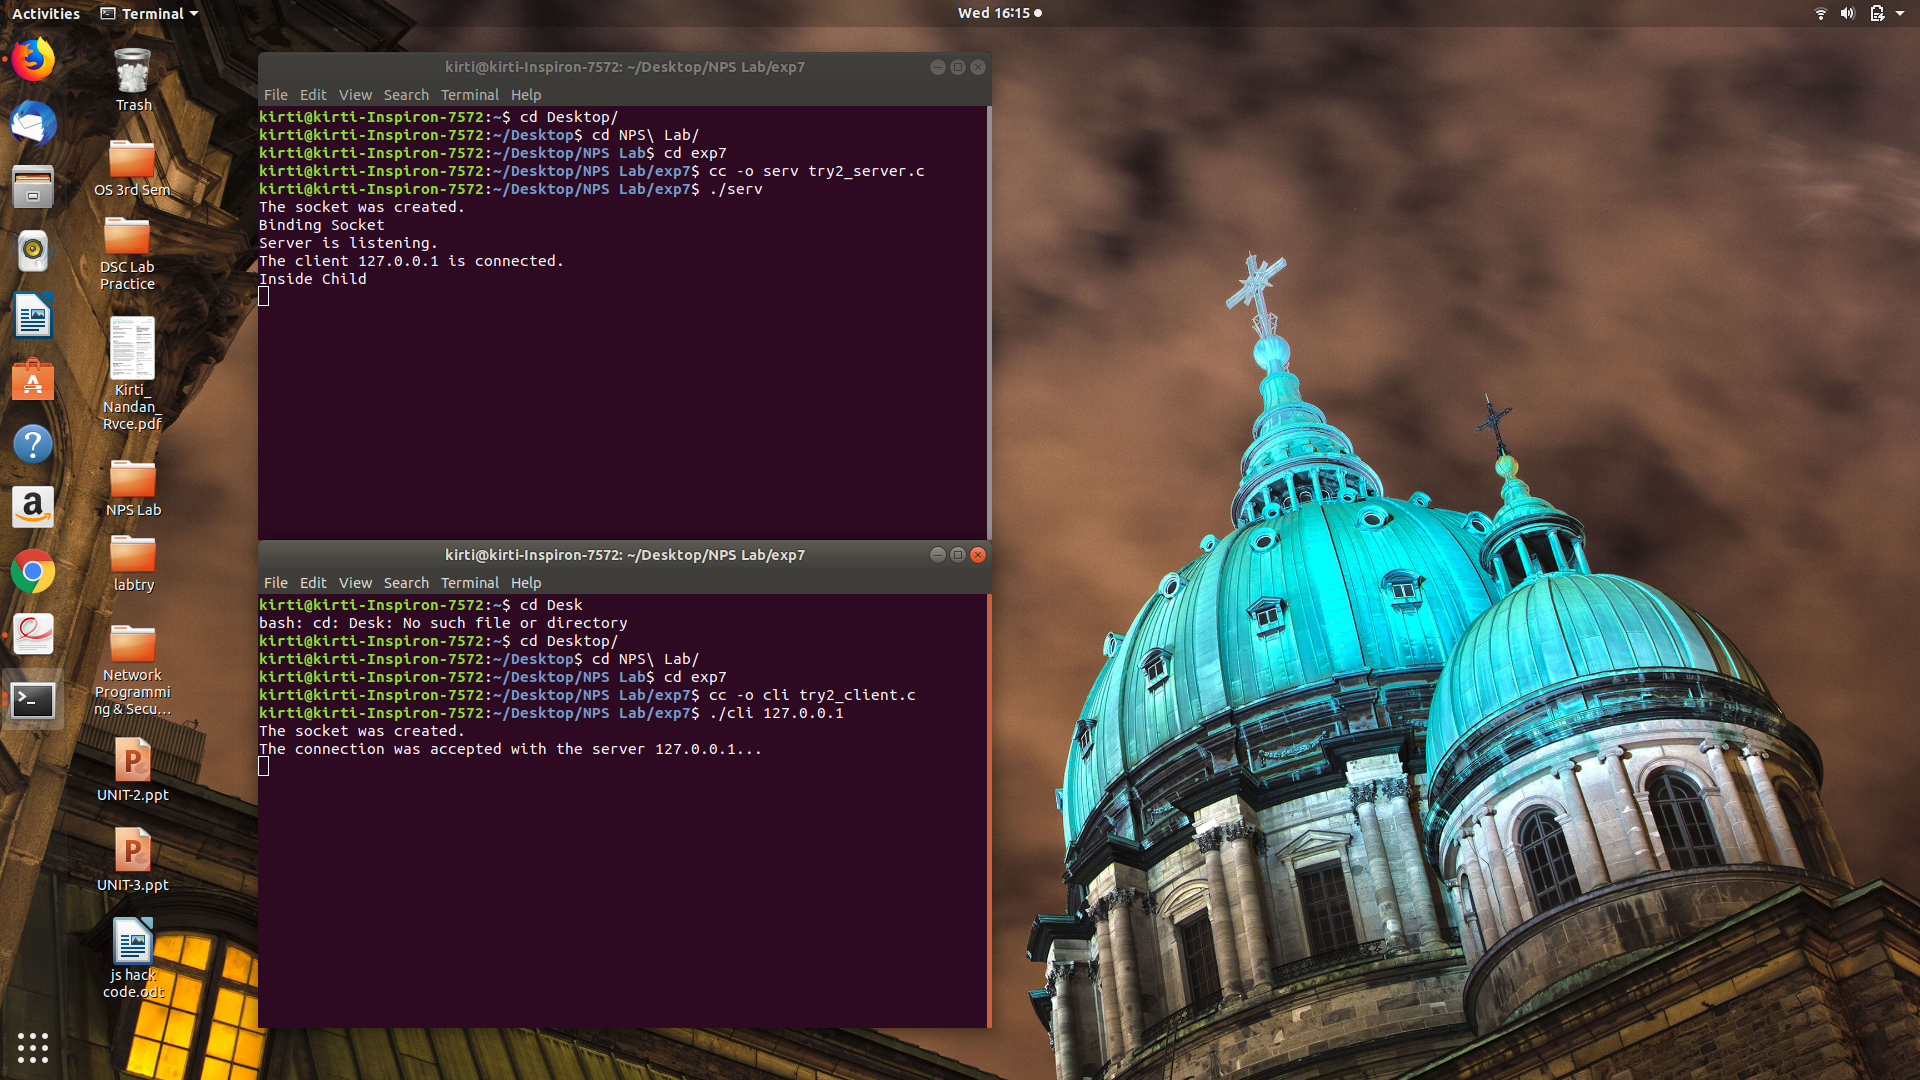 Activities
Terminal
Wed 16:15
Trash
OS 3rd Sem
DSC Lab
Practice
Kirti_
Nandan_
Rvce.pdf
NPS Lab
labtry
Network
Programmi
ng & Secu...
UNIT-2.ppt
UNIT-3.ppt
js hack
code.odt
kirti@kirti-Inspiron-7572: ~/Desktop/NPS Lab/exp7
File Edit View Search Terminal Help
kirti@kirti-Inspiron-7572:~$ cd Desktop/
kirti@kirti-Inspiron-7572:~/Desktop$ cd NPS\ Lab/
kirti@kirti-Inspiron-7572:~/Desktop/NPS Lab$ cd exp7
kirti@kirti-Inspiron-7572:~/Desktop/NPS Lab/exp7$ cc -o serv try2_server.c
kirti@kirti-Inspiron-7572:~/Desktop/NPS Lab/exp7$ ./serv
The socket was created.
Binding Socket
Server is listening.
The client 127.0.0.1 is connected.
Inside Child
kirti@kirti-Inspiron-7572: ~/Desktop/NPS Lab/exp7
File Edit View Search Terminal Help
kirti@kirti-Inspiron-7572:~$ cd Desk
bash: cd: Desk: No such file or directory
kirti@kirti-Inspiron-7572:~$ cd Desktop/
kirti@kirti-Inspiron-7572:~/Desktop$ cd NPS\ Lab/
kirti@kirti-Inspiron-7572:~/Desktop/NPS Lab$ cd exp7
kirti@kirti-Inspiron-7572:~/Desktop/NPS Lab/exp7$ cc -o cli try2_client.c
kirti@kirti-Inspiron-7572:~/Desktop/NPS Lab/exp7$ ./cli 127.0.0.1
The socket was created.
The connection was accepted with the server 127.0.0.1...